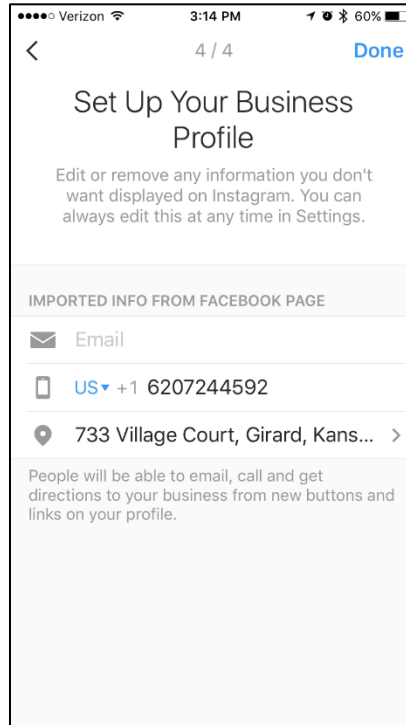 Verizon 3:14 PM 60%
4 / 4 Done
Set Up Your Business
Profile
Edit or remove any information you don't
want displayed on Instagram. You can
always edit this at any time in Settings.
IMPORTED INFO FROM FACEBOOK PAGE
Email
US +1 6207244592
733 Village Court, Girard, Kans...
People will be able to email, call and get
directions to your business from new buttons and
links on your profile.